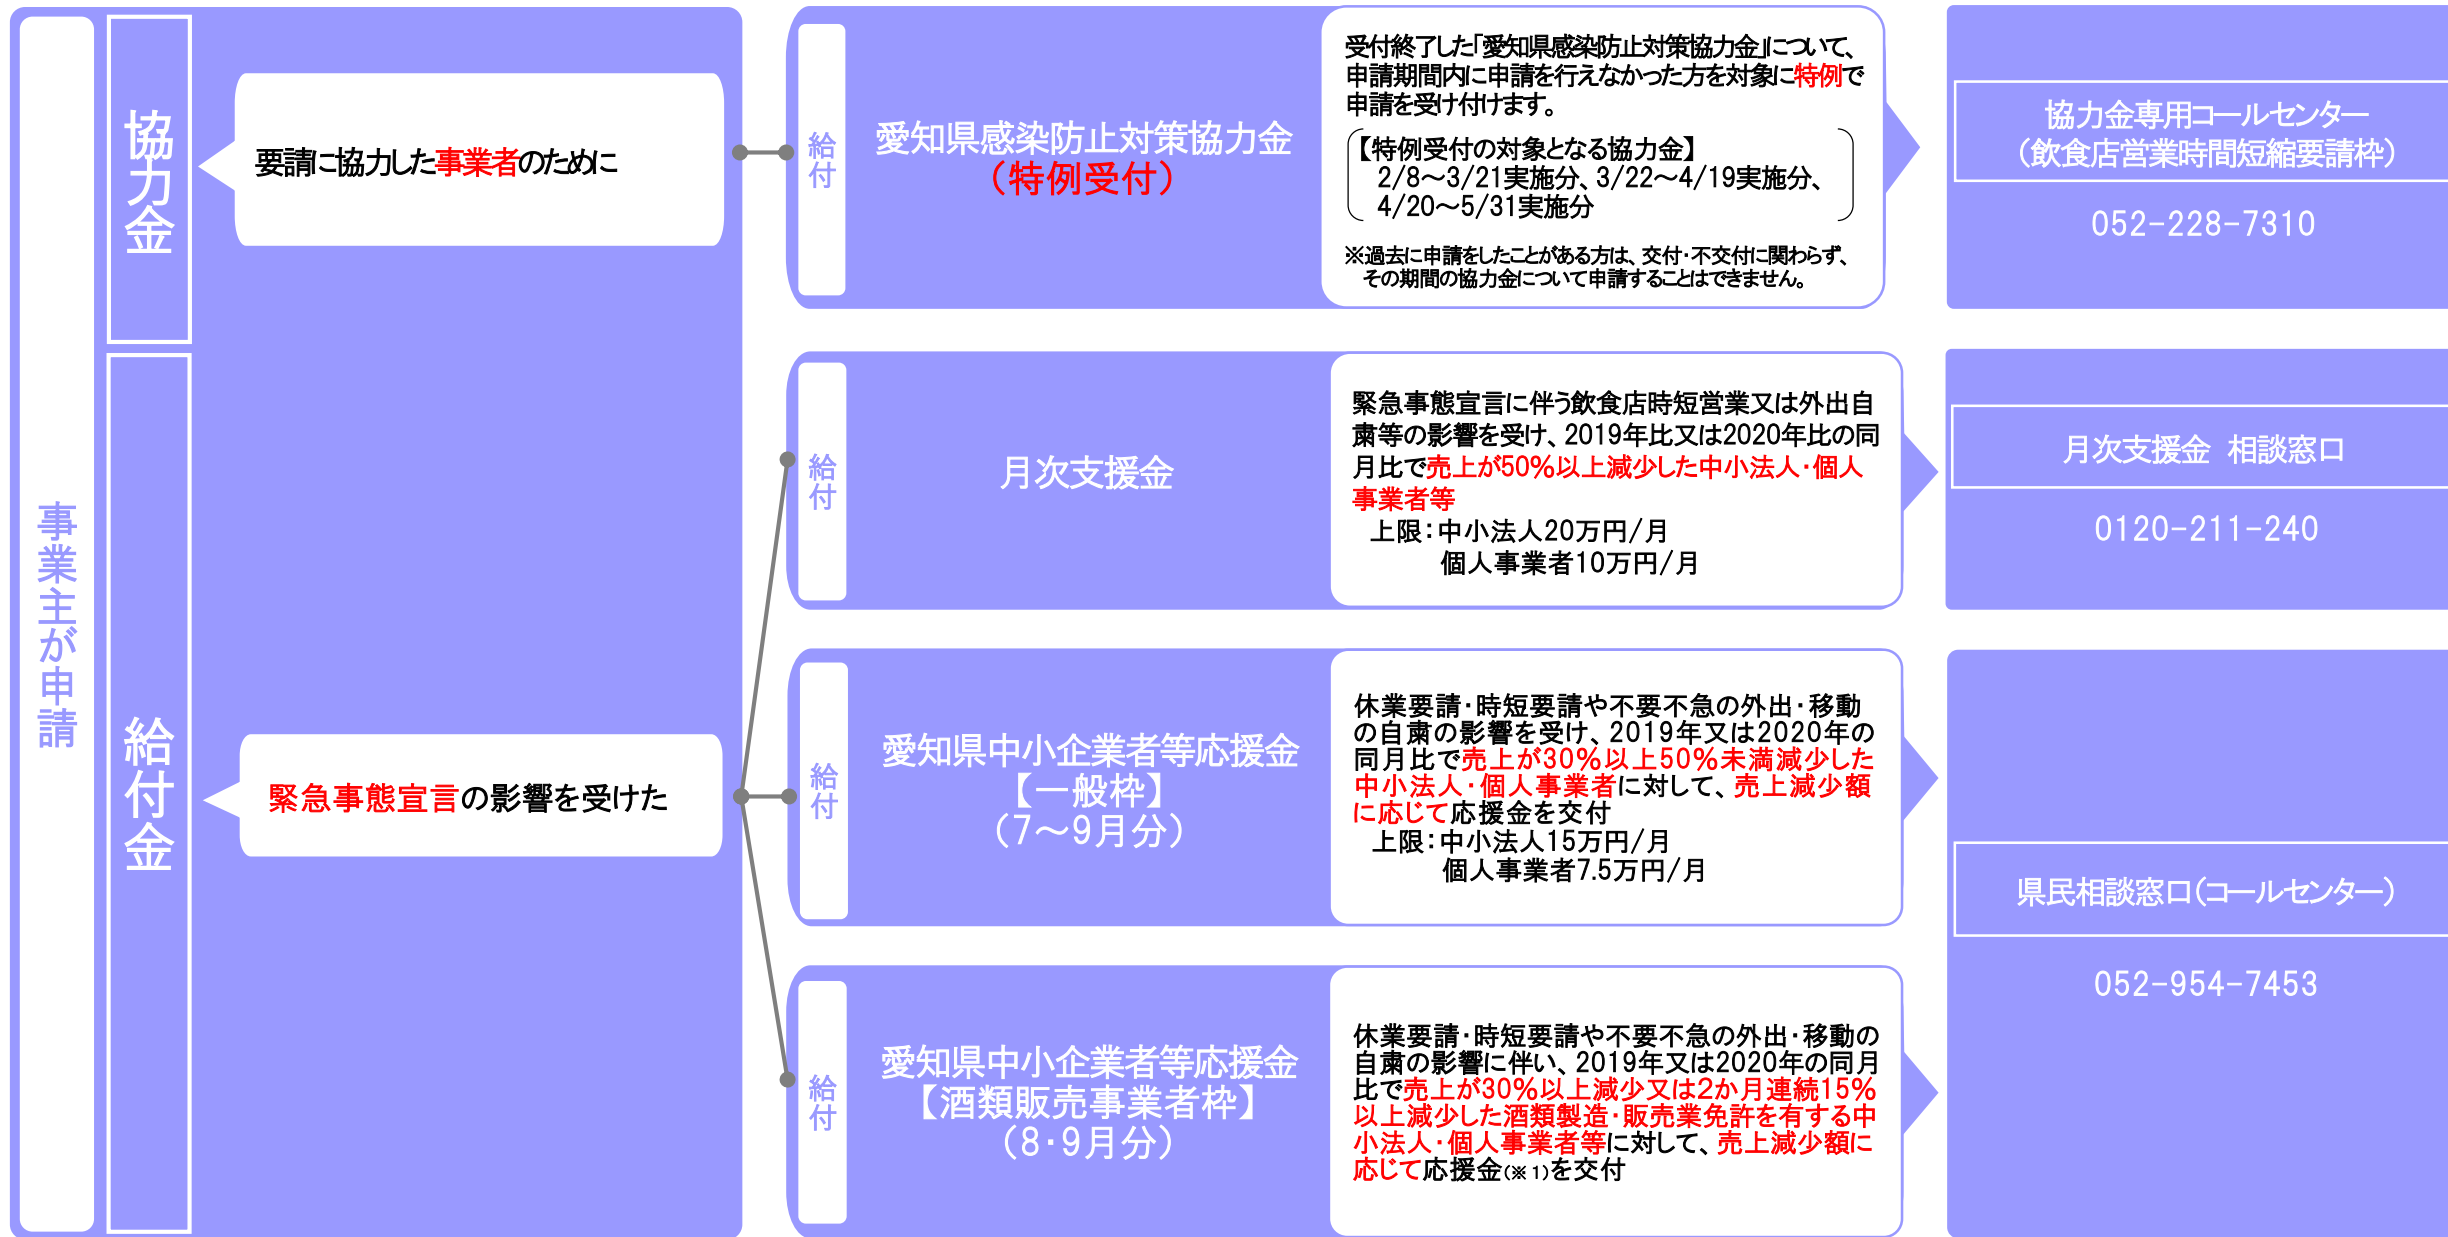 事業主が申請
協力金
要請に協力した事業者のために
給付
愛知県感染防止対策協力金
（特例受付）
受付終了した「愛知県感染防止対策協力金」について、
申請期間内に申請を行えなかった方を対象に特例で
申請を受け付けます。
【特例受付の対象となる協力金】
2/8～3/21実施分、3/22～4/19実施分、
4/20～5/31実施分
※過去に申請をしたことがある方は、交付・不交付に関わらず、
その期間の協力金について申請することはできません。
協力金専用コールセンター
（飲食店営業時間短縮要請枠）
052-228-7310
給付金
緊急事態宣言の影響を受けた
給付
月次支援金
緊急事態宣言に伴う飲食店時短営業又は外出自
粛等の影響を受け、2019年比又は2020年比の同
月比で売上が50％以上減少した中小法人・個人
事業者等
上限：中小法人20万円/月
個人事業者10万円/月
月次支援金 相談窓口
0120-211-240
給付
愛知県中小企業者等応援金
【一般枠】
（7～9月分）
休業要請・時短要請や不要不急の外出・移動
の自粛の影響を受け、2019年又は2020年の
同月比で売上が30％以上50％未満減少した
中小法人・個人事業者に対して、売上減少額
に応じて応援金を交付
上限：中小法人15万円/月
個人事業者7.5万円/月
県民相談窓口（コールセンター）
052-954-7453
給付
愛知県中小企業者等応援金
【酒類販売事業者枠】
（8・9月分）
休業要請・時短要請や不要不急の外出・移動の
自粛の影響に伴い、2019年又は2020年の同月
比で売上が30％以上減少又は2か月連続15％
以上減少した酒類製造・販売業免許を有する中
小法人・個人事業者等に対して、売上減少額に
応じて応援金(※1)を交付